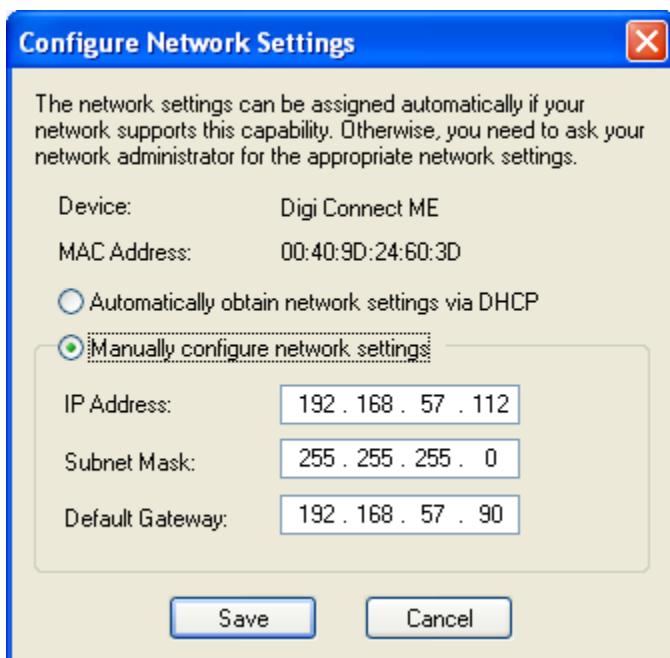 Configure Network Settings
The network settings can be assigned automatically if your
network supports this capability. Otherwise, you need to ask your
network administrator for the appropriate network settings.
Device: Digi Connect ME
MAC Address: 00:40:9D:24:60:3D
Automatically obtain network settings via DHCP
Manually configure network settings
IP Address: 192 . 168 . 57 . 112
Subnet Mask: 255 . 255 . 255 . 0
Default Gateway: 192 . 168 . 57 . 90
Save Cancel